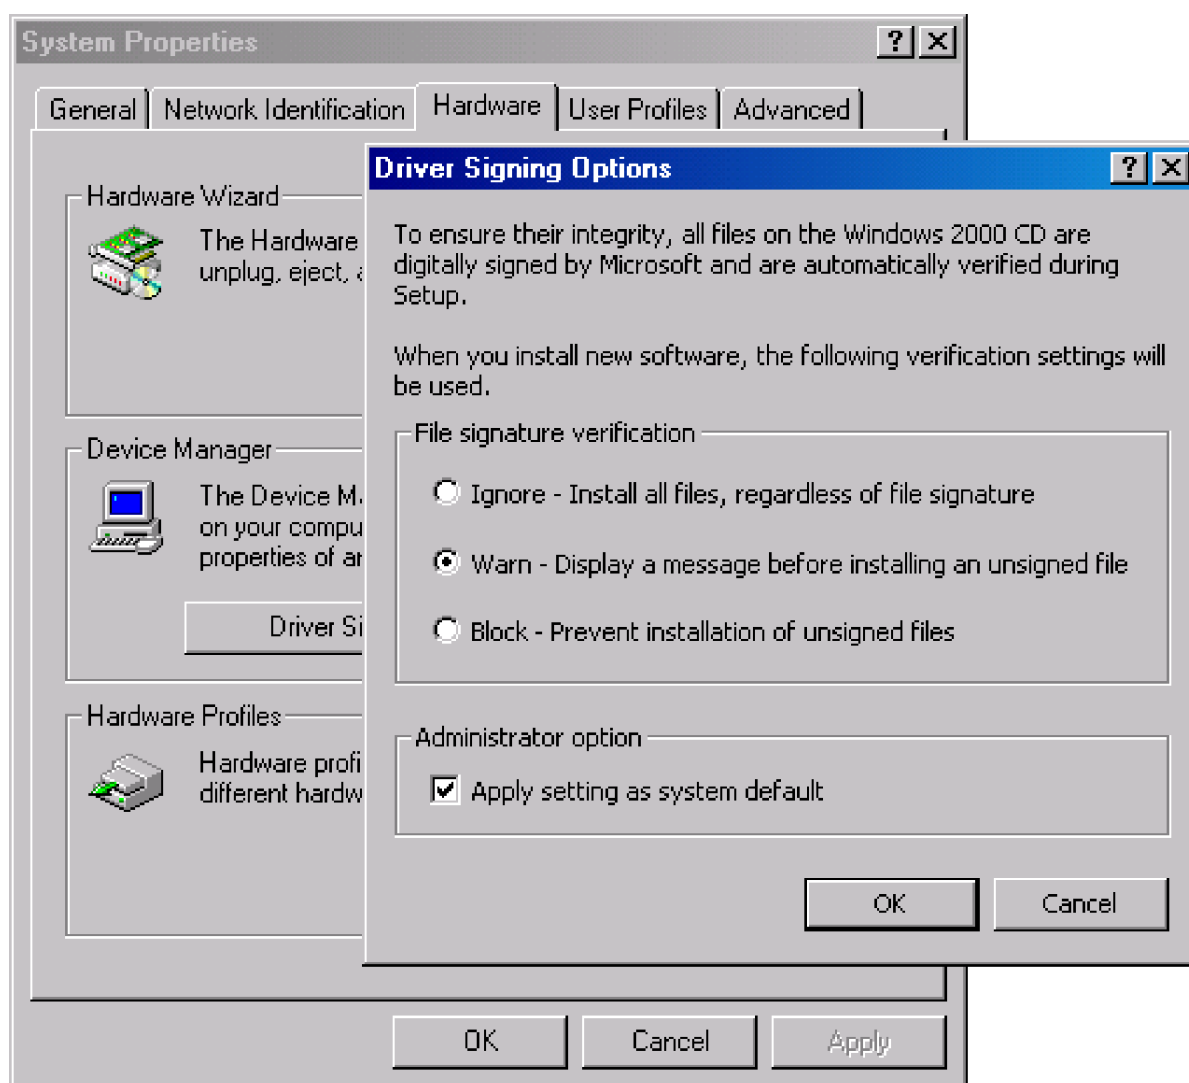 System Properties
General
Network Identification
Hardware
User Profiles
Advanced
Hardware Wizard
The Hardware
unplug, eject,
Device Manager
The Device
on your compu
properties of
Driver Si
Hardware Profiles
Hardware profi
different hardw
OK
Cancel
Apply
Driver Signing Options
To ensure their integrity, all files on the Windows 2000 CD are
digitally signed by Microsoft and are automatically verified during
Setup.
When you install new software, the following verification settings will
be used.
File signature verification
Ignore - Install all files, regardless of file signature
Warn - Display a message before installing an unsigned file
Block - Prevent installation of unsigned files
Administrator option
Apply setting as system default
OK
Cancel